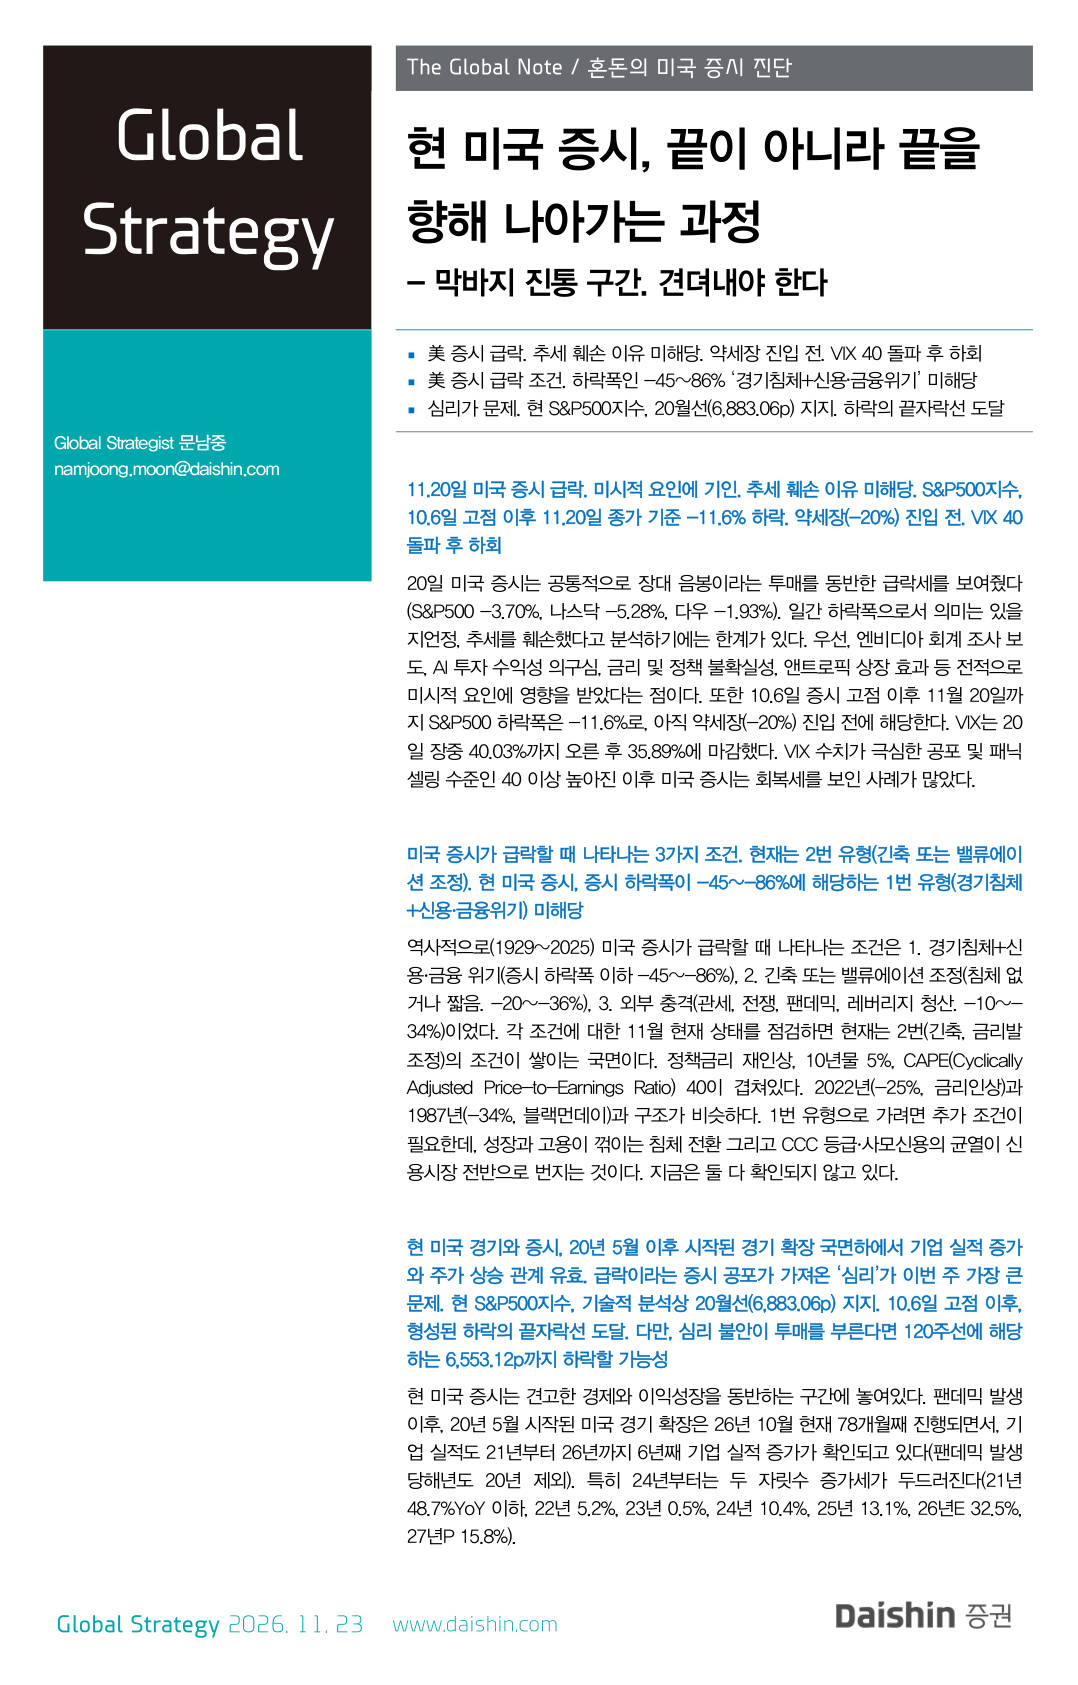 Global
Strategy
Global Strategist 문남중
namjoong.moon@daishin.com
The Global Note / 혼돈의 미국 증시 진단
현 미국 증시, 끝이 아니라 끝을
향해 나아가는 과정
- 막바지 진통 구간. 견뎌내야 한다
▪ 美 증시 급락. 추세 훼손 이유 미해당. 약세장 진입 전. VIX 40 돌파 후 하회
▪ 美 증시 급락 조건. 하락폭인 -45~86% ‘경기침체+신용·금융위기’ 미해당
▪ 심리가 문제. 현 S&P500지수, 20월선(6,883.06p) 지지. 하락의 끝자락선 도달
11.20일 미국 증시 급락. 미시적 요인에 기인. 추세 훼손 이유 미해당. S&P500지수,
10.6일 고점 이후 11.20일 종가 기준 -11.6% 하락. 약세장(-20%) 진입 전. VIX 40
돌파 후 하회
20일 미국 증시는 공통적으로 장대 음봉이라는 투매를 동반한 급락세를 보여줬다
(S&P500 -3.70%, 나스닥 -5.28%, 다우 -1.93%). 일간 하락폭으로서 의미는 있을
지언정, 추세를 훼손했다고 분석하기에는 한계가 있다. 우선, 엔비디아 회계 조사 보
도, AI 투자 수익성 의구심, 금리 및 정책 불확실성, 앤트로픽 상장 효과 등 전적으로
미시적 요인에 영향을 받았다는 점이다. 또한 10.6일 증시 고점 이후 11월 20일까
지 S&P500 하락폭은 -11.6%로, 아직 약세장(-20%) 진입 전에 해당한다. VIX는 20
일 장중 40.03%까지 오른 후 35.89%에 마감했다. VIX 수치가 극심한 공포 및 패닉
셀링 수준인 40 이상 높아진 이후 미국 증시는 회복세를 보인 사례가 많았다.
미국 증시가 급락할 때 나타나는 3가지 조건. 현재는 2번 유형(긴축 또는 밸류에이
션 조정). 현 미국 증시, 증시 하락폭이 -45~-86%에 해당하는 1번 유형(경기침체
+신용·금융위기) 미해당
역사적으로(1929~2025) 미국 증시가 급락할 때 나타나는 조건은 1. 경기침체+신
용·금융 위기(증시 하락폭 이하 -45~-86%), 2. 긴축 또는 밸류에이션 조정(침체 없
거나 짧음. -20~-36%), 3. 외부 충격(관세, 전쟁, 팬데믹, 레버리지 청산. -10~-
34%)이었다. 각 조건에 대한 11월 현재 상태를 점검하면 현재는 2번(긴축, 금리발
조정)의 조건이 쌓이는 국면이다. 정책금리 재인상, 10년물 5%, CAPE(Cyclically
Adjusted Price-to-Earnings Ratio) 40이 겹쳐있다. 2022년(-25%, 금리인상)과
1987년(-34%, 블랙먼데이)과 구조가 비슷하다. 1번 유형으로 가려면 추가 조건이
필요한데, 성장과 고용이 꺾이는 침체 전환 그리고 CCC 등급·사모신용의 균열이 신
용시장 전반으로 번지는 것이다. 지금은 둘 다 확인되지 않고 있다.
현 미국 경기와 증시, 20년 5월 이후 시작된 경기 확장 국면하에서 기업 실적 증가
와 주가 상승 관계 유효. 급락이라는 증시 공포가 가져온 ‘심리’가 이번 주 가장 큰
문제. 현 S&P500지수, 기술적 분석상 20월선(6,883.06p) 지지. 10.6일 고점 이후,
형성된 하락의 끝자락선 도달. 다만, 심리 불안이 투매를 부른다면 120주선에 해당
하는 6,553.12p까지 하락할 가능성
현 미국 증시는 견고한 경제와 이익성장을 동반하는 구간에 놓여있다. 팬데믹 발생
이후, 20년 5월 시작된 미국 경기 확장은 26년 10월 현재 78개월째 진행되면서, 기
업 실적도 21년부터 26년까지 6년째 기업 실적 증가가 확인되고 있다(팬데믹 발생
당해년도 20년 제외). 특히 24년부터는 두 자릿수 증가세가 두드러진다(21년
48.7%YoY 이하, 22년 5.2%, 23년 0.5%, 24년 10.4%, 25년 13.1%, 26년E 32.5%,
27년P 15.8%).
Global Strategy 2026. 11. 23 www.daishin.com
Daishin 증권